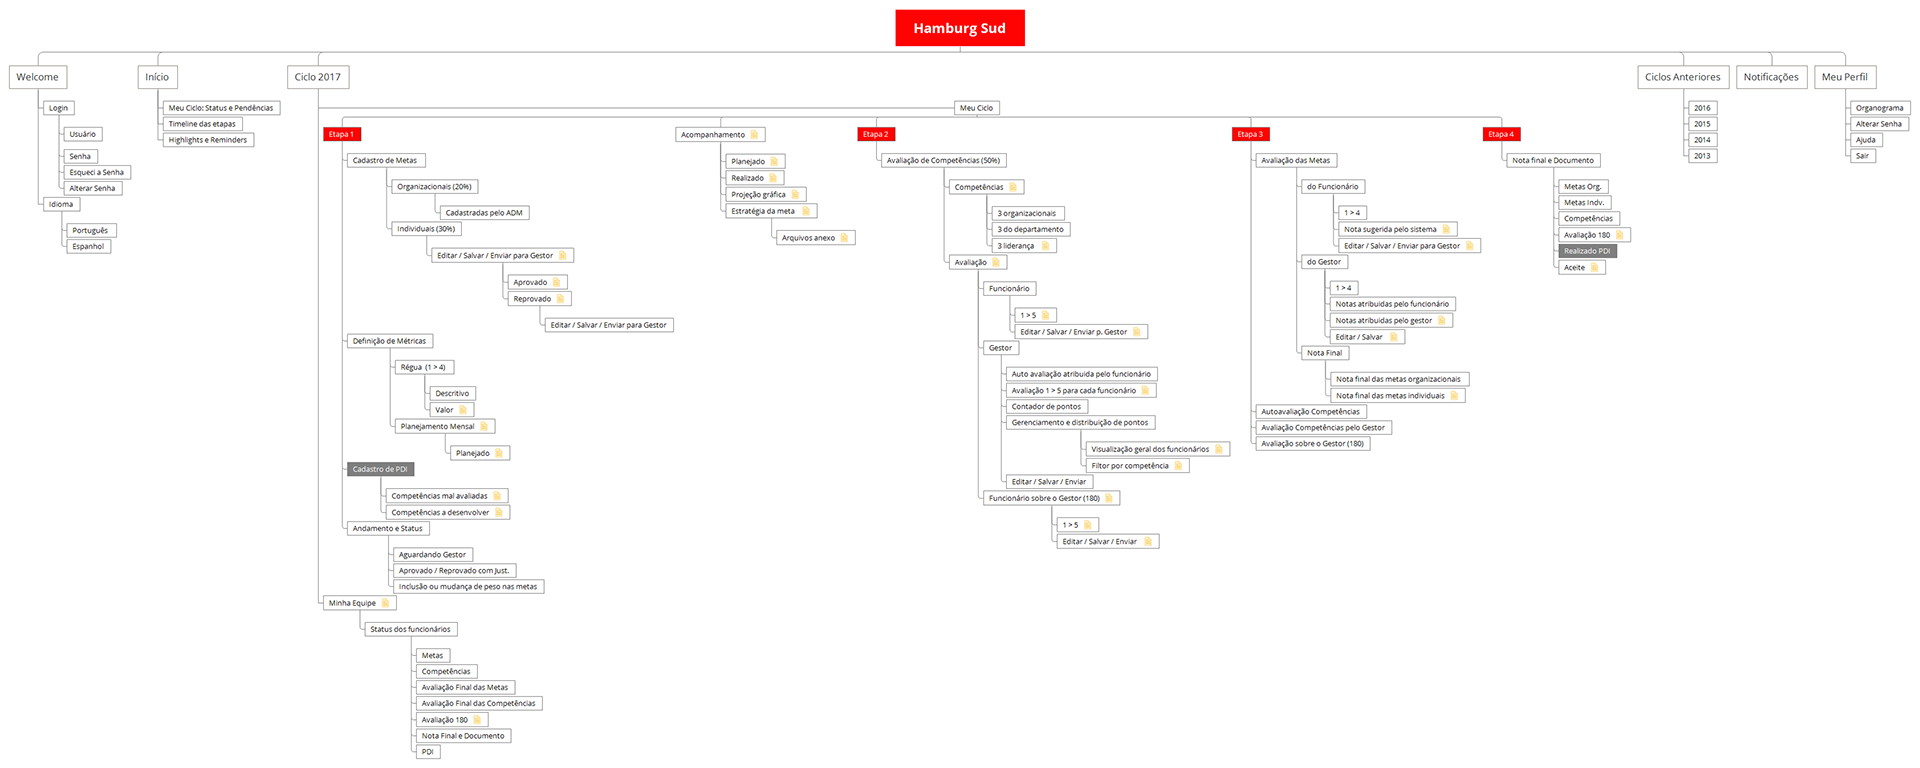 Hamburg Sud
Welcome
Login
Usuário
Senha
Esqueci a Senha
Alterar Senha
Idioma
Português
Espanhol
Início
Meu Ciclo: Status e Pendências
Timeline das etapas
Highlights e Reminders
Ciclo 2017
Meu Ciclo
Etapa 1
Cadastro de Metas
Organizacionais (20%)
Cadastradas pelo ADM
Individuais (30%)
Editar / Salvar / Enviar para Gestor
Aprovado
Reprovado
Editar / Salvar / Enviar para Gestor
Definição de Métricas
Régua (1 > 4)
Descritivo
Valor
Planejamento Mensal
Planejado
Cadastro de PDI
Competências mal avaliadas
Competências a desenvolver
Andamento e Status
Aguardando Gestor
Aprovado / Reprovado com Just.
Inclusão ou mudança de peso nas metas
Acompanhamento
Planejado
Realizado
Projeção gráfica
Estratégia da meta
Arquivos anexo
Etapa 2
Avaliação de Competências (50%)
Competências
3 organizacionais
3 do departamento
3 liderança
Avaliação
Funcionário
1 > 5
Editar / Salvar / Enviar p. Gestor
Gestor
Auto avaliação atribuida pelo funcionário
Avaliação 1 > 5 para cada funcionário
Contador de pontos
Gerenciamento e distribuição de pontos
Visualização geral dos funcionários
Filtor por competência
Editar / Salvar / Enviar
Funcionário sobre o Gestor (180)
1 > 5
Editar / Salvar / Enviar
Etapa 3
Avaliação das Metas
do Funcionário
1 > 4
Nota sugerida pelo sistema
Editar / Salvar / Enviar para Gestor
do Gestor
1 > 4
Notas atribuidas pelo funcionário
Notas atribuidas pelo gestor
Editar / Salvar
Nota Final
Nota final das metas organizacionais
Nota final das metas individuais
Autoavaliação Competências
Avaliação Competências pelo Gestor
Avaliação sobre o Gestor (180)
Etapa 4
Nota final e Documento
Metas Org.
Metas Indv.
Competências
Avaliação 180
Realizado PDI
Aceite
Minha Equipe
Status dos funcionários
Metas
Competências
Avaliação Final das Metas
Avaliação Final das Competências
Avaliação 180
Nota Final e Documento
PDI
Ciclos Anteriores
2016
2015
2014
2013
Notificações
Meu Perfil
Organograma
Alterar Senha
Ajuda
Sair